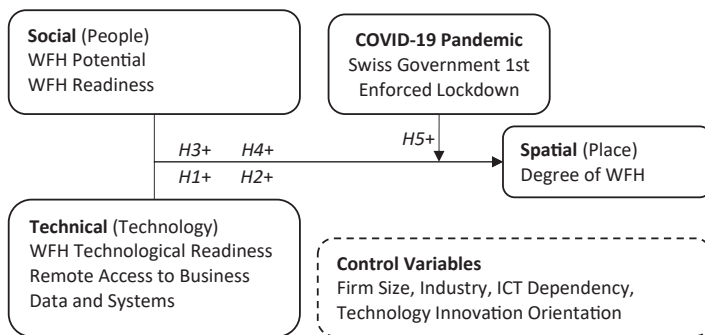 Social (People)
WFH Potential
WFH Readiness
COVID-19 Pandemic
Swiss Government 1st
Enforced Lockdown
H3+ H4+
H5+
H1+ H2+
Spatial (Place)
Degree of WFH
Technical (Technology)
WFH Technological Readiness
Remote Access to Business
Data and Systems
Control Variables
Firm Size, Industry, ICT Dependency,
Technology Innovation Orientation